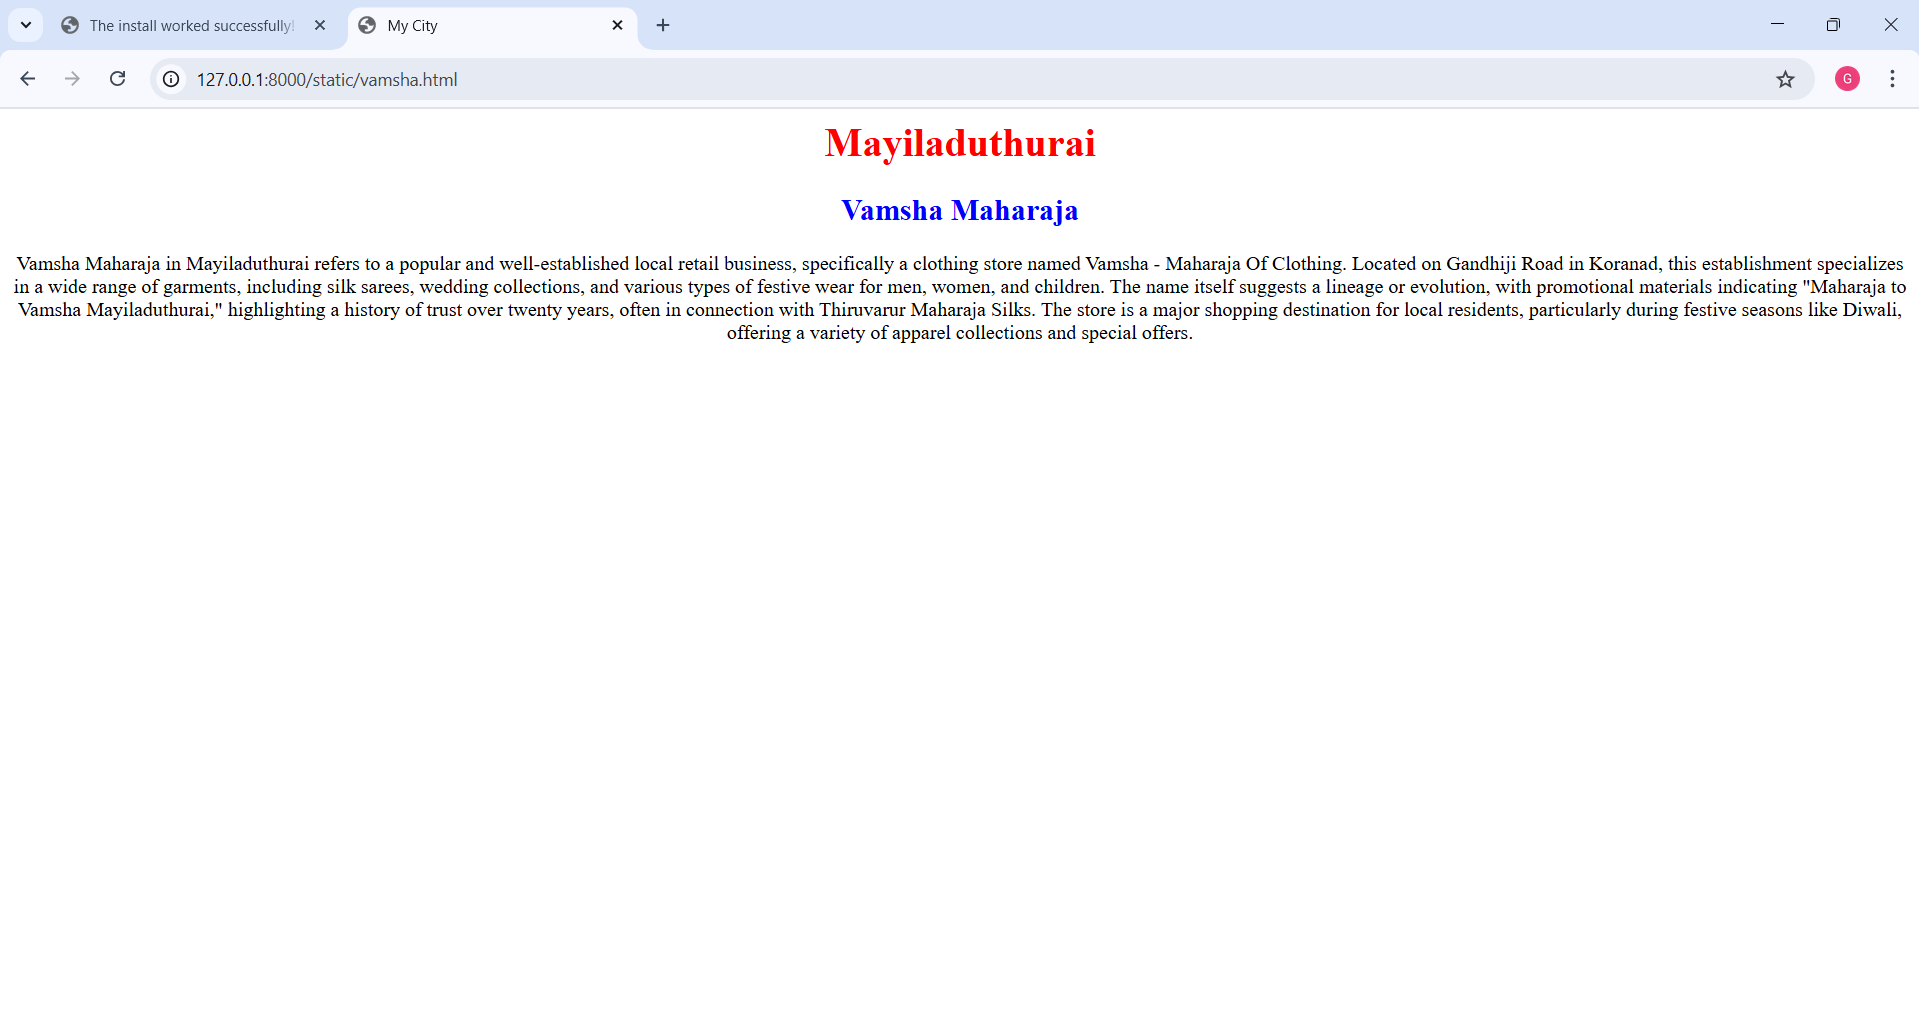 The install worked successfully!
My City
127.0.0.1:8000/static/vamsha.html
G
Mayiladuthurai
Vamsha Maharaja
Vamsha Maharaja in Mayiladuthurai refers to a popular and well-established local retail business, specifically a clothing store named Vamsha - Maharaja Of Clothing. Located on Gandhiji Road in Koranad, this establishment specializes
in a wide range of garments, including silk sarees, wedding collections, and various types of festive wear for men, women, and children. The name itself suggests a lineage or evolution, with promotional materials indicating "Maharaja to
Vamsha Mayiladuthurai," highlighting a history of trust over twenty years, often in connection with Thiruvarur Maharaja Silks. The store is a major shopping destination for local residents, particularly during festive seasons like Diwali,
offering a variety of apparel collections and special offers.